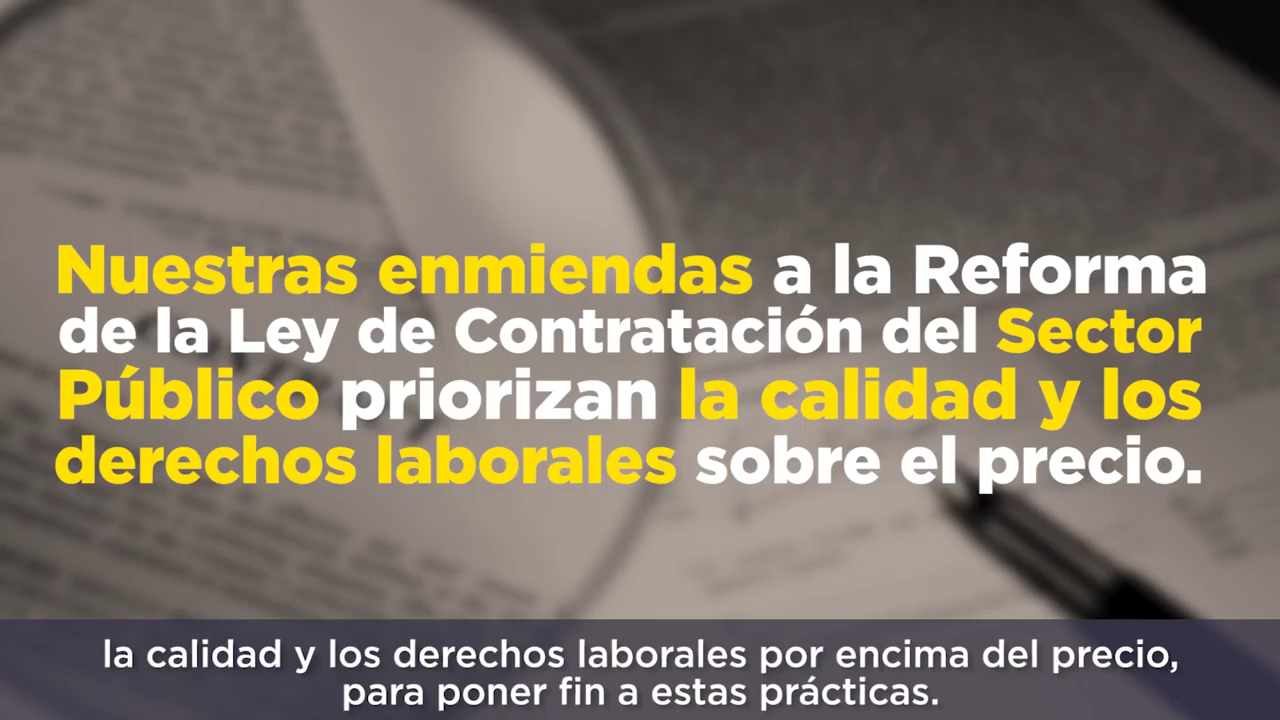 Nuestras enmiendas a la Reforma
de la Ley de Contratación del Sector
Público priorizan la calidad y los
derechos laborales sobre el precio.
la calidad y los derechos laborales por encima del precio,
para poner fin a estas prácticas.